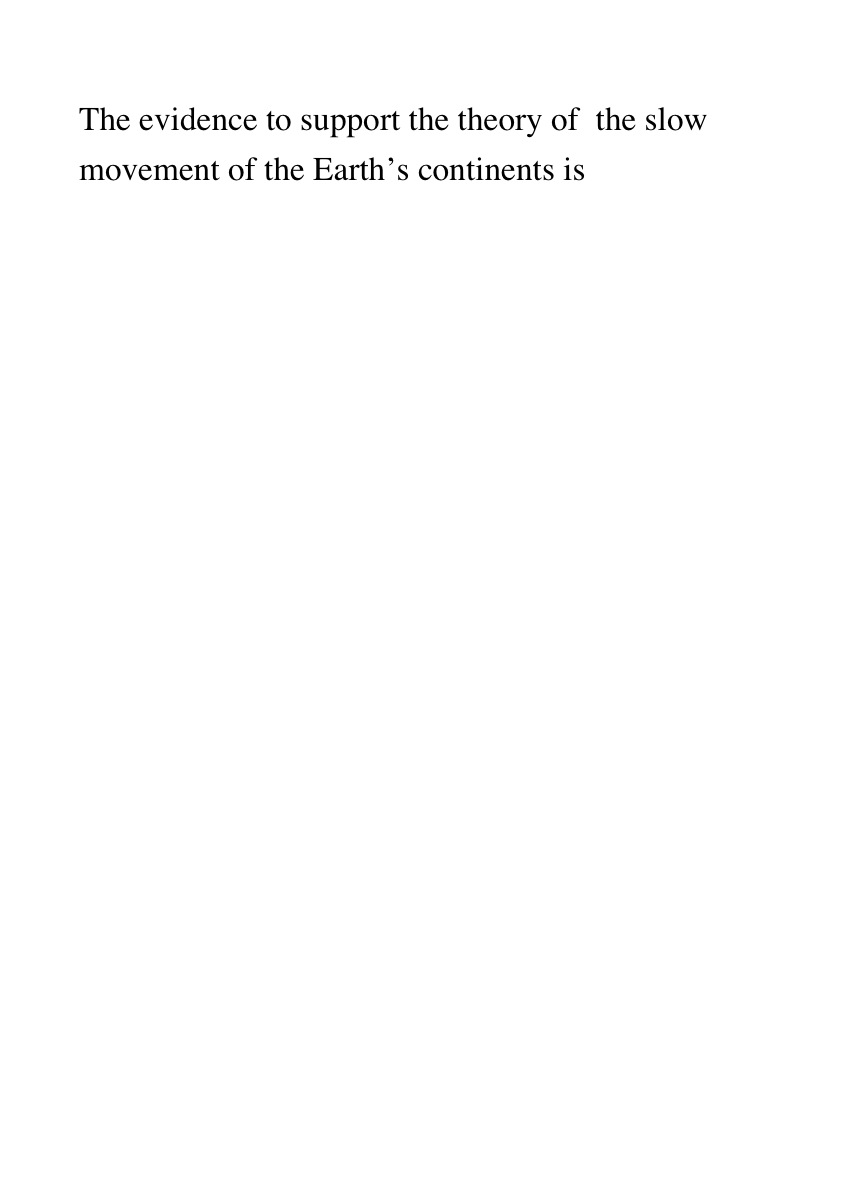 The evidence to support the theory of  the slow
movement of the Earth’s continents is